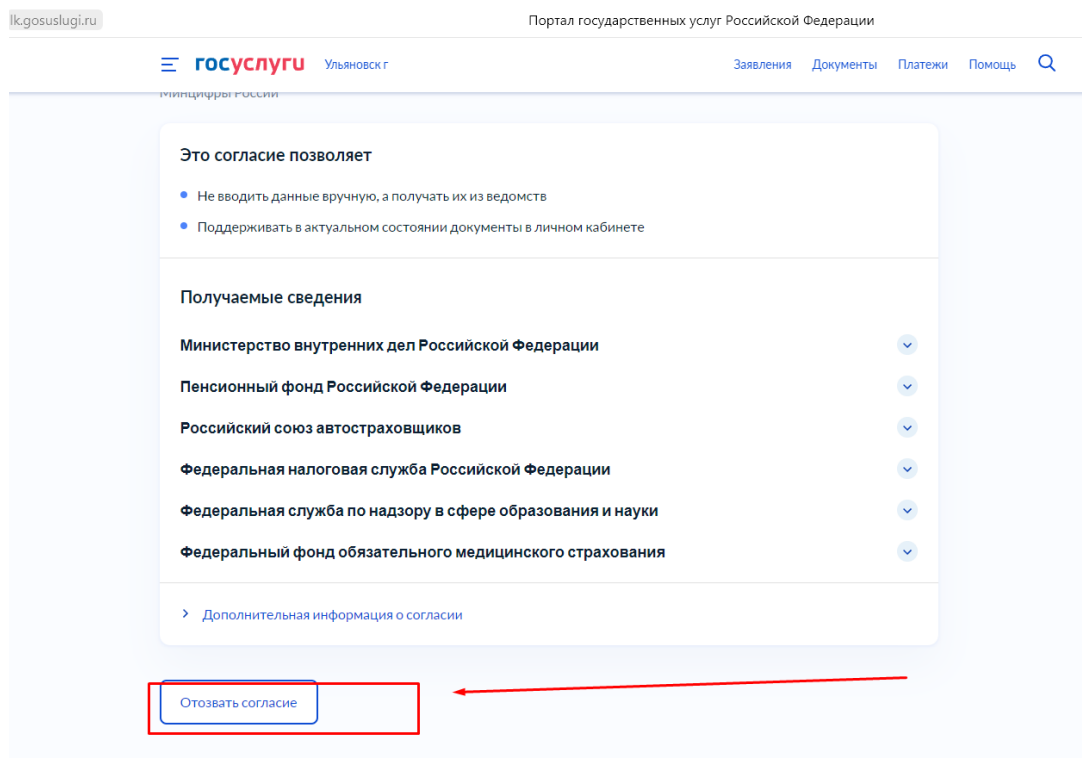 lk.gosuslugi.ru
Портал государственных услуг Российской Федерации
госуслуги
Ульяновск г
Заявления
Документы
Платежи
Помощь
Минцифры России
Это согласие позволяет
Не вводить данные вручную, а получать их из ведомств
Поддерживать в актуальном состоянии документы в личном кабинете
Получаемые сведения
Министерство внутренних дел Российской Федерации
Пенсионный фонд Российской Федерации
Российский союз автостраховщиков
Федеральная налоговая служба Российской Федерации
Федеральная служба по надзору в сфере образования и науки
Федеральный фонд обязательного медицинского страхования
Дополнительная информация о согласии
Отозвать согласие